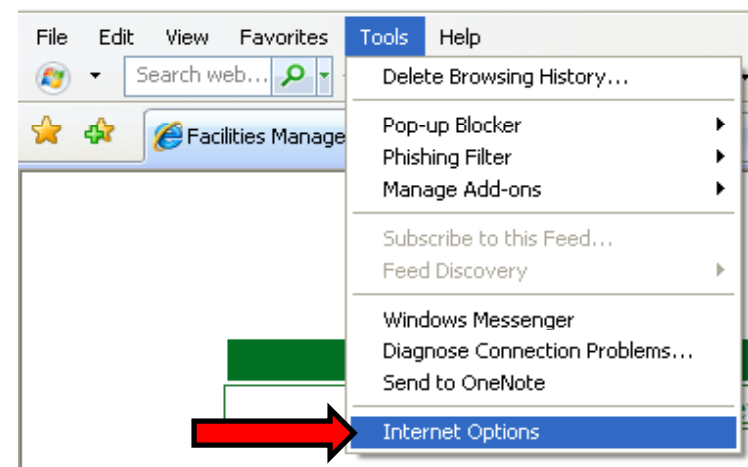 File Edit View Favorites Tools Help
Search web...
Facilities Manage
Delete Browsing History...
Pop-up Blocker
Phishing Filter
Manage Add-ons
Subscribe to this Feed...
Feed Discovery
Windows Messenger
Diagnose Connection Problems...
Send to OneNote
Internet Options